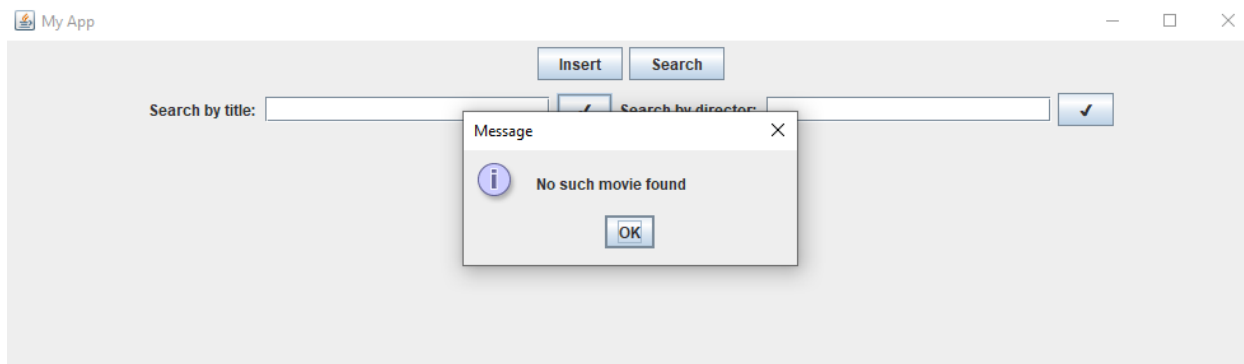 My App
Insert Search
Search by title: ✓ Search by director: ✓
Message
No such movie found
OK